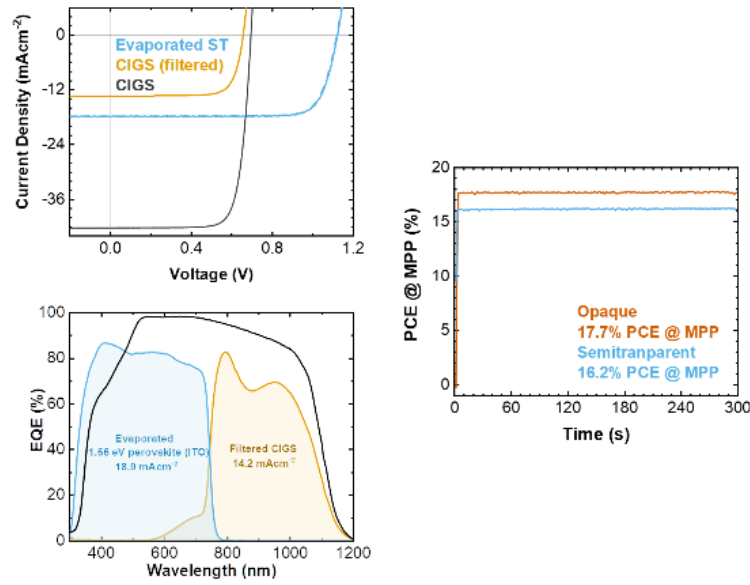 0
-12
-24
-36
Current Density (mAcm-2)
Evaporated ST
CIGS (filtered)
CIGS
0.0
0.4
0.8
1.2
Voltage (V)
100
80
60
40
20
0
EQE (%)
Evaporated
1.66 eV perovskite (ITO)
18.9 mAcm-2
Filtered CIGS
14.2 mAcm-2
400
600
800
1000
1200
Wavelength (nm)
20
15
10
5
0
PCE @ MPP (%)
Opaque
17.7% PCE @ MPP
Semitranparent
16.2% PCE @ MPP
0
60
120
180
240
300
Time (s)